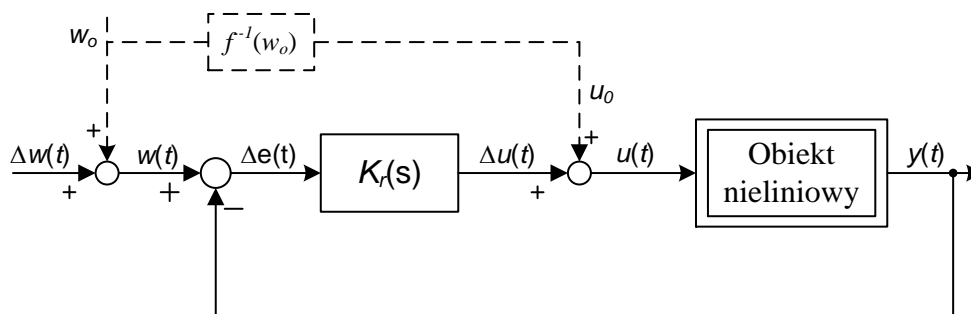 wₒ
f⁻¹(wₒ)
u₀
+
+
Δw(t)
+
w(t)
+
−
Δe(t)
Kᵣ(s)
Δu(t)
+
u(t)
Obiekt
nieliniowy
y(t)